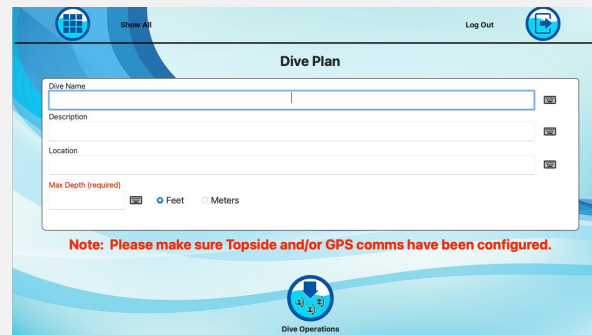 Show All
Log Out
Dive Plan
Dive Name
Description
Location
Max Depth (required)
Feet
Meters
Note: Please make sure Topside and/or GPS comms have been configured.
Dive Operations